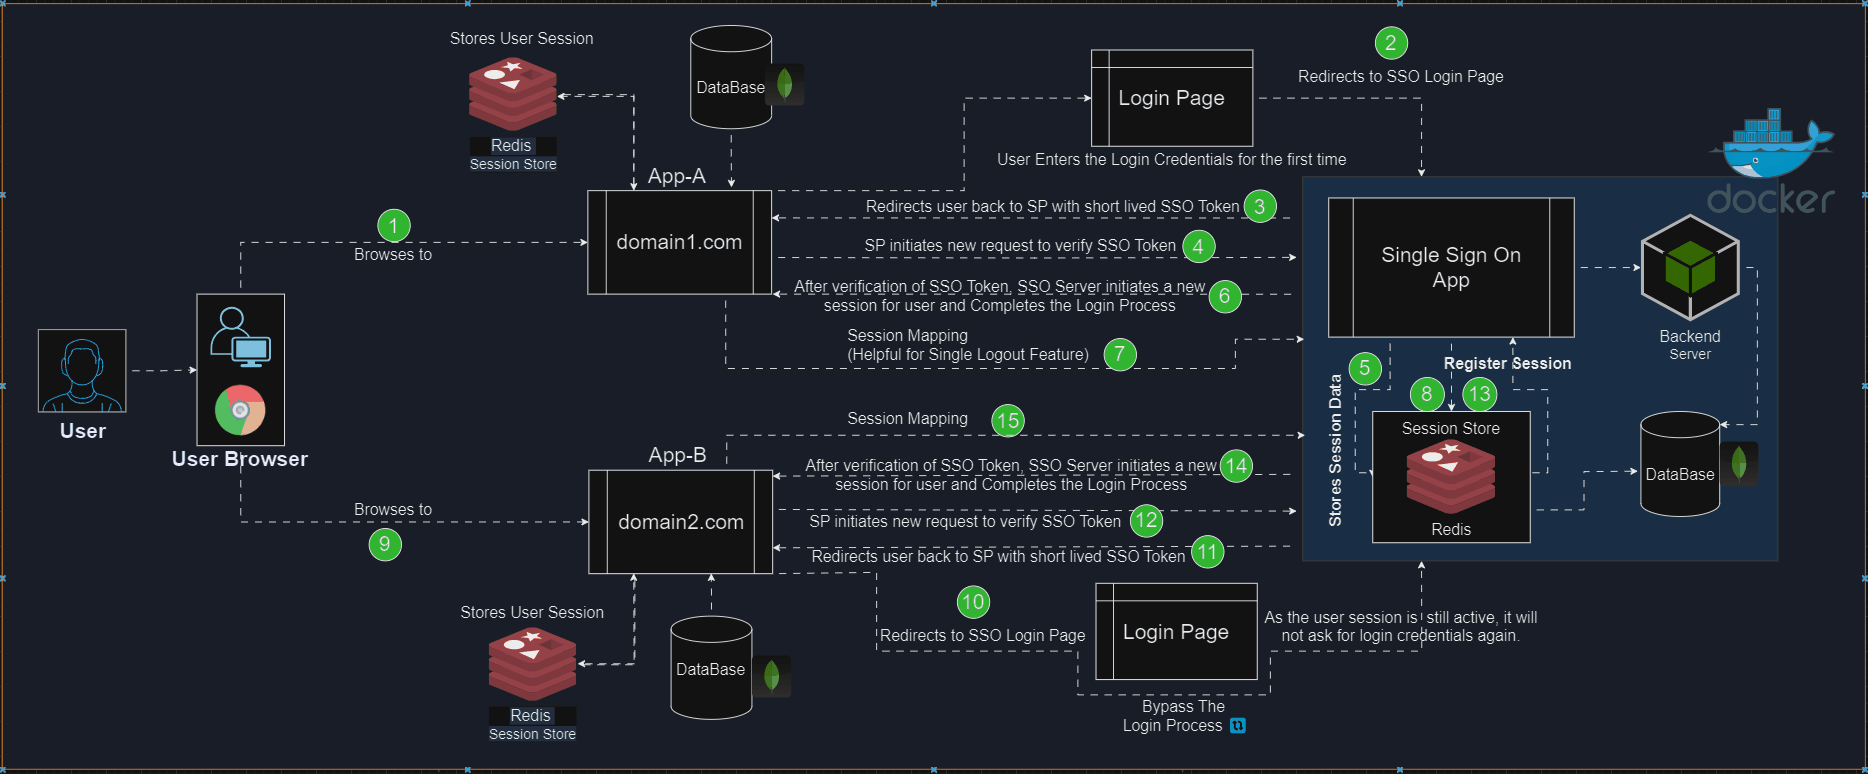 Stores User Session
Redis
Session Store
DataBase
App-A
domain1.com
1
Browses to
User
User Browser
Login Page
User Enters the Login Credentials for the first time
2
Redirects to SSO Login Page
docker
Redirects user back to SP with short lived SSO Token
3
SP initiates new request to verify SSO Token
4
After verification of SSO Token, SSO Server initiates a new
session for user and Completes the Login Process
6
Session Mapping
(Helpful for Single Logout Feature)
7
Single Sign On
App
Backend
Server
5
Stores Session Data
Register Session
8
13
Session Store
Redis
DataBase
Session Mapping
15
App-B
domain2.com
Browses to
9
After verification of SSO Token, SSO Server initiates a new
session for user and Completes the Login Process
14
SP initiates new request to verify SSO Token
12
Redirects user back to SP with short lived SSO Token
11
10
Redirects to SSO Login Page
Login Page
As the user session is still active, it will
not ask for login credentials again.
Bypass The
Login Process
Stores User Session
Redis
Session Store
DataBase